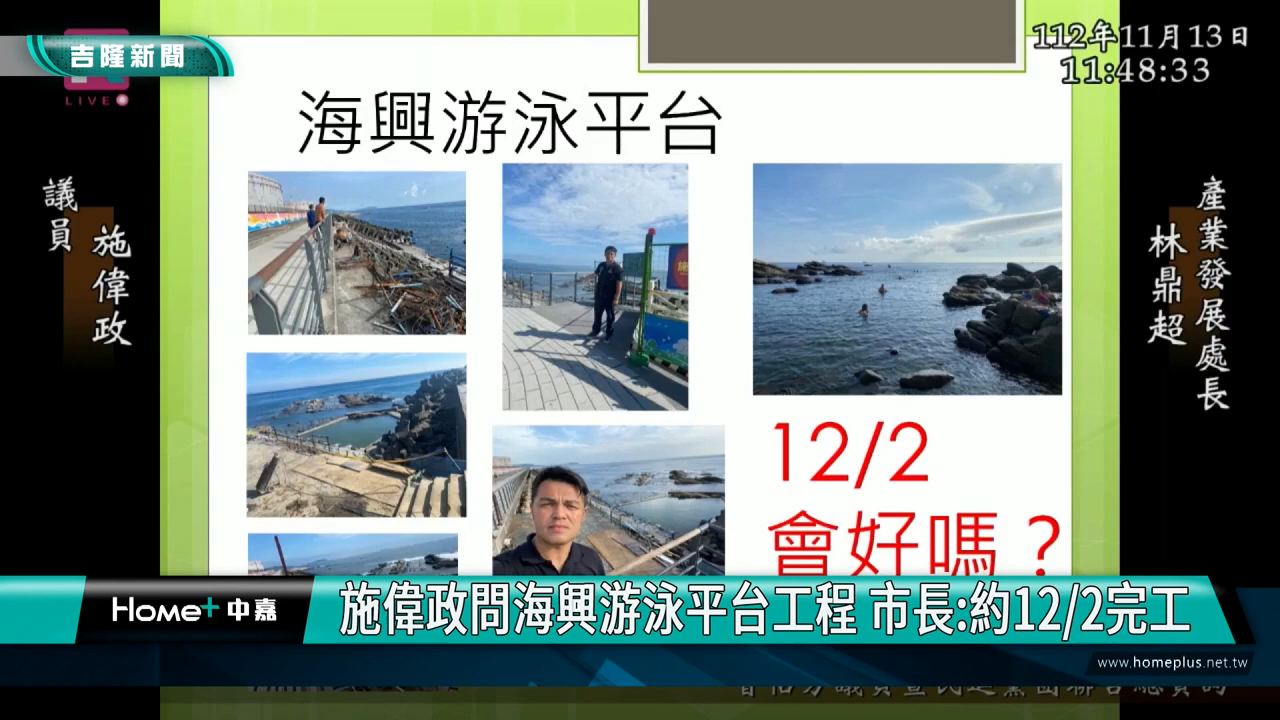 吉隆新聞
LIVE
112年11月13日
11:48:33
海興游泳平台
議員
施偉政
產業發展處長
林鼎超
12/2
會好嗎？
Home+ 中嘉
施偉政問海興游泳平台工程 市長:約12/2完工
www.homeplus.net.tw